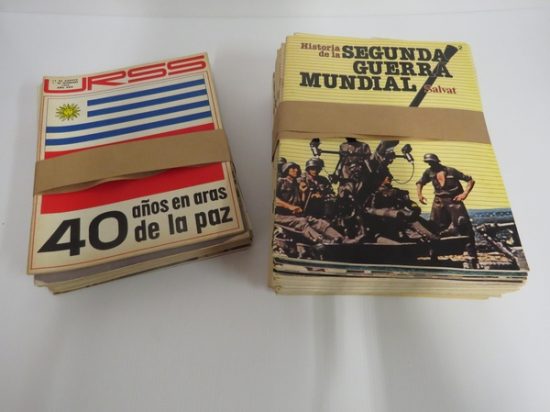 URSS
40 años en aras
de la paz
Historia
de la
SEGUNDA
GUERRA
MUNDIAL
Salvat